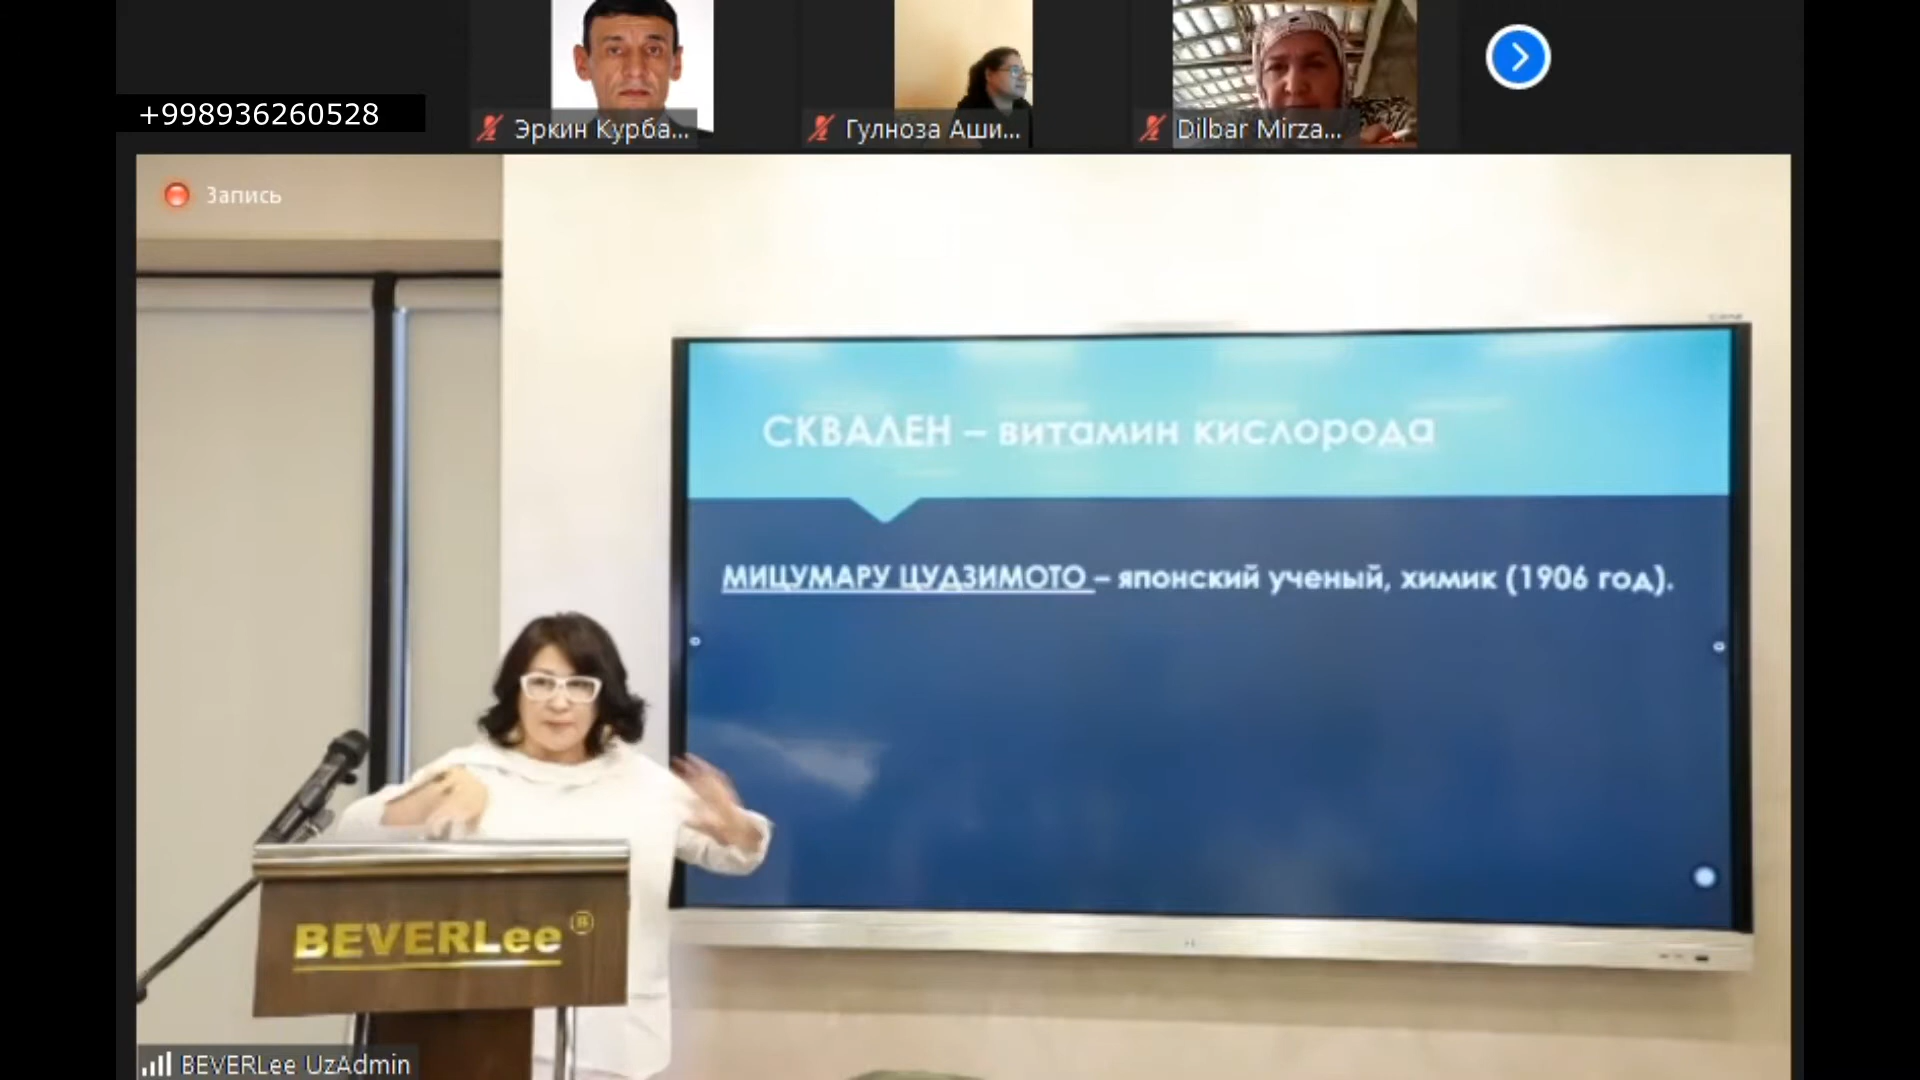 +998936260528
Эркин Курба...
Гулноза Аши...
Dilbar Mirza...
Запись
СКВАЛЕН – витамин кислорода
МИЦУМАРУ ЦУДЗИМОТО – японский ученый, химик (1906 год).
BEVERLee ®
BEVERLee UzAdmin